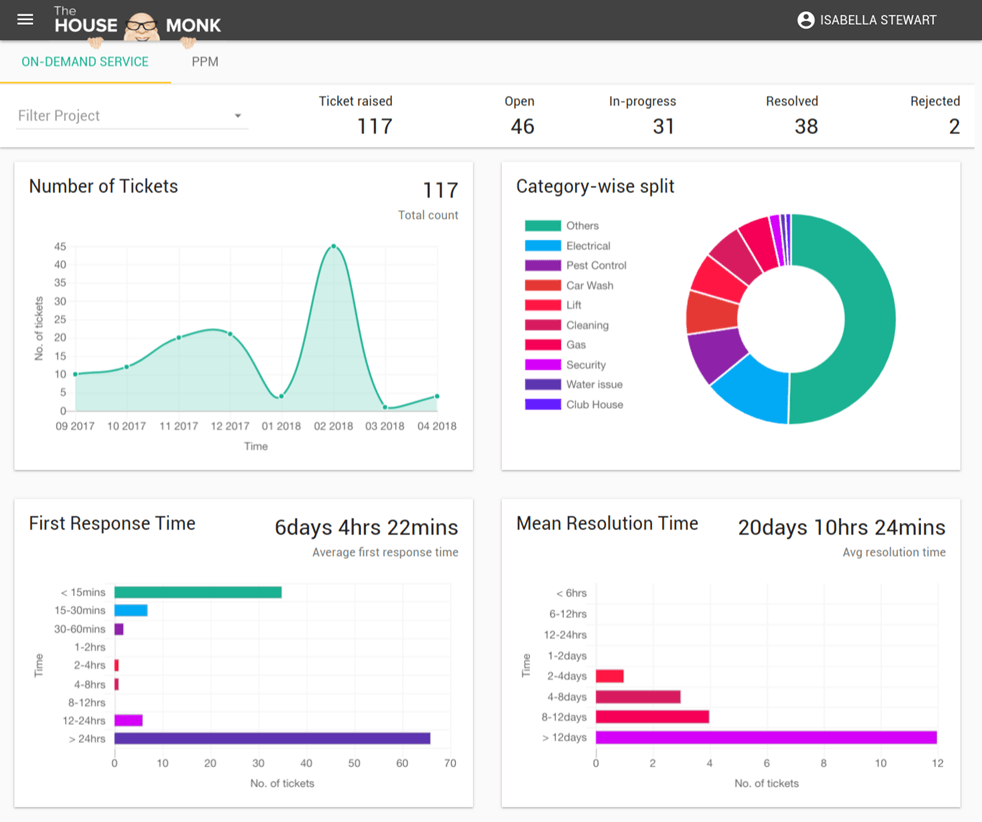 The
HOUSE MONK
ISABELLA STEWART
ON-DEMAND SERVICE
PPM
Filter Project
Ticket raised
117
Open
46
In-progress
31
Resolved
38
Rejected
2
Number of Tickets
117
Total count
No. of tickets
45
40
35
30
25
20
15
10
5
0
09 2017 10 2017 11 2017 12 2017 01 2018 02 2018 03 2018 04 2018
Time
Category-wise split
Others
Electrical
Pest Control
Car Wash
Lift
Cleaning
Gas
Security
Water issue
Club House
First Response Time
6days 4hrs 22mins
Average first response time
Time
< 15mins
15-30mins
30-60mins
1-2hrs
2-4hrs
4-8hrs
8-12hrs
12-24hrs
> 24hrs
0 10 20 30 40 50 60 70
No. of tickets
Mean Resolution Time
20days 10hrs 24mins
Avg resolution time
Time
< 6hrs
6-12hrs
12-24hrs
1-2days
2-4days
4-8days
8-12days
> 12days
0 2 4 6 8 10 12
No. of tickets